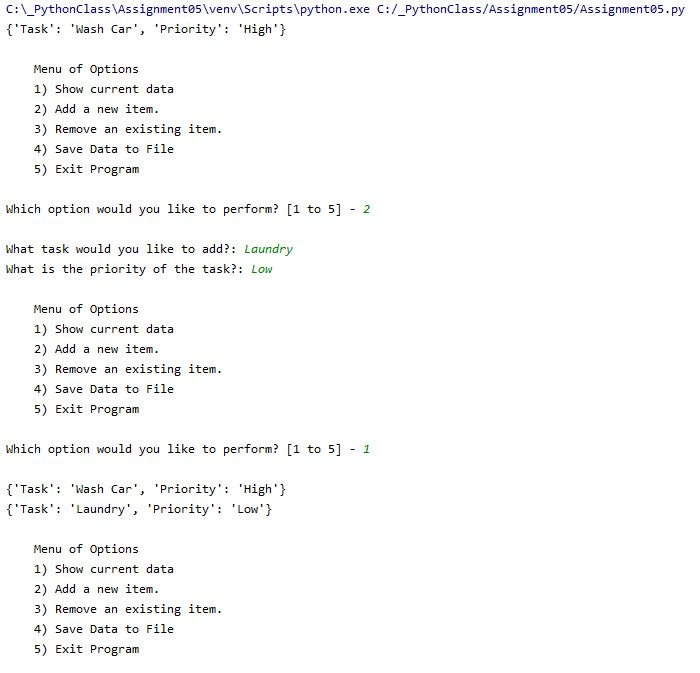 C:\_PythonClass\Assignment05\venv\Scripts\python.exe C:/_PythonClass/Assignment05/Assignment05.py
{'Task': 'Wash Car', 'Priority': 'High'}
Menu of Options
1) Show current data
2) Add a new item.
3) Remove an existing item.
4) Save Data to File
5) Exit Program
Which option would you like to perform? [1 to 5] - 2
What task would you like to add?: Laundry
What is the priority of the task?: Low
Menu of Options
1) Show current data
2) Add a new item.
3) Remove an existing item.
4) Save Data to File
5) Exit Program
Which option would you like to perform? [1 to 5] - 1
{'Task': 'Wash Car', 'Priority': 'High'}
{'Task': 'Laundry', 'Priority': 'Low'}
Menu of Options
1) Show current data
2) Add a new item.
3) Remove an existing item.
4) Save Data to File
5) Exit Program